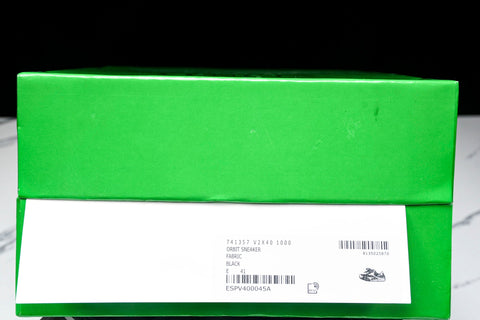 741357 V2X40 1000
ORBIT SNEAKER
FABRIC
BLACK
E 41
ESPV400045A